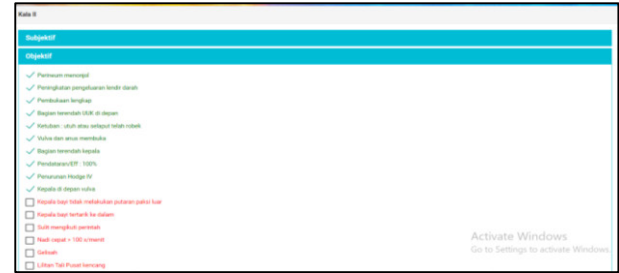 Kala II
Subjektif
Objektif
Perineum menonjol
Peningkatan pengeluaran lendir darah
Pembukaan lengkap
Bagian terendah UUK di depan
Ketuban : utuh atau selaput telah robek
Vulva dan anus membuka
Bagian terendah kepala
Pendataran/Eff : 100%
Penurunan Hodge IV
Kepala di depan vulva
Kepala bayi tidak melakukan putaran paksi luar
Kepala bayi tertarik ke dalam
Sulit mengikuti perintah
Nadi cepat > 100 x/menit
Gelisah
Lilitan Tali Pusat kencang
Activate Windows
Go to Settings to activate Windows.